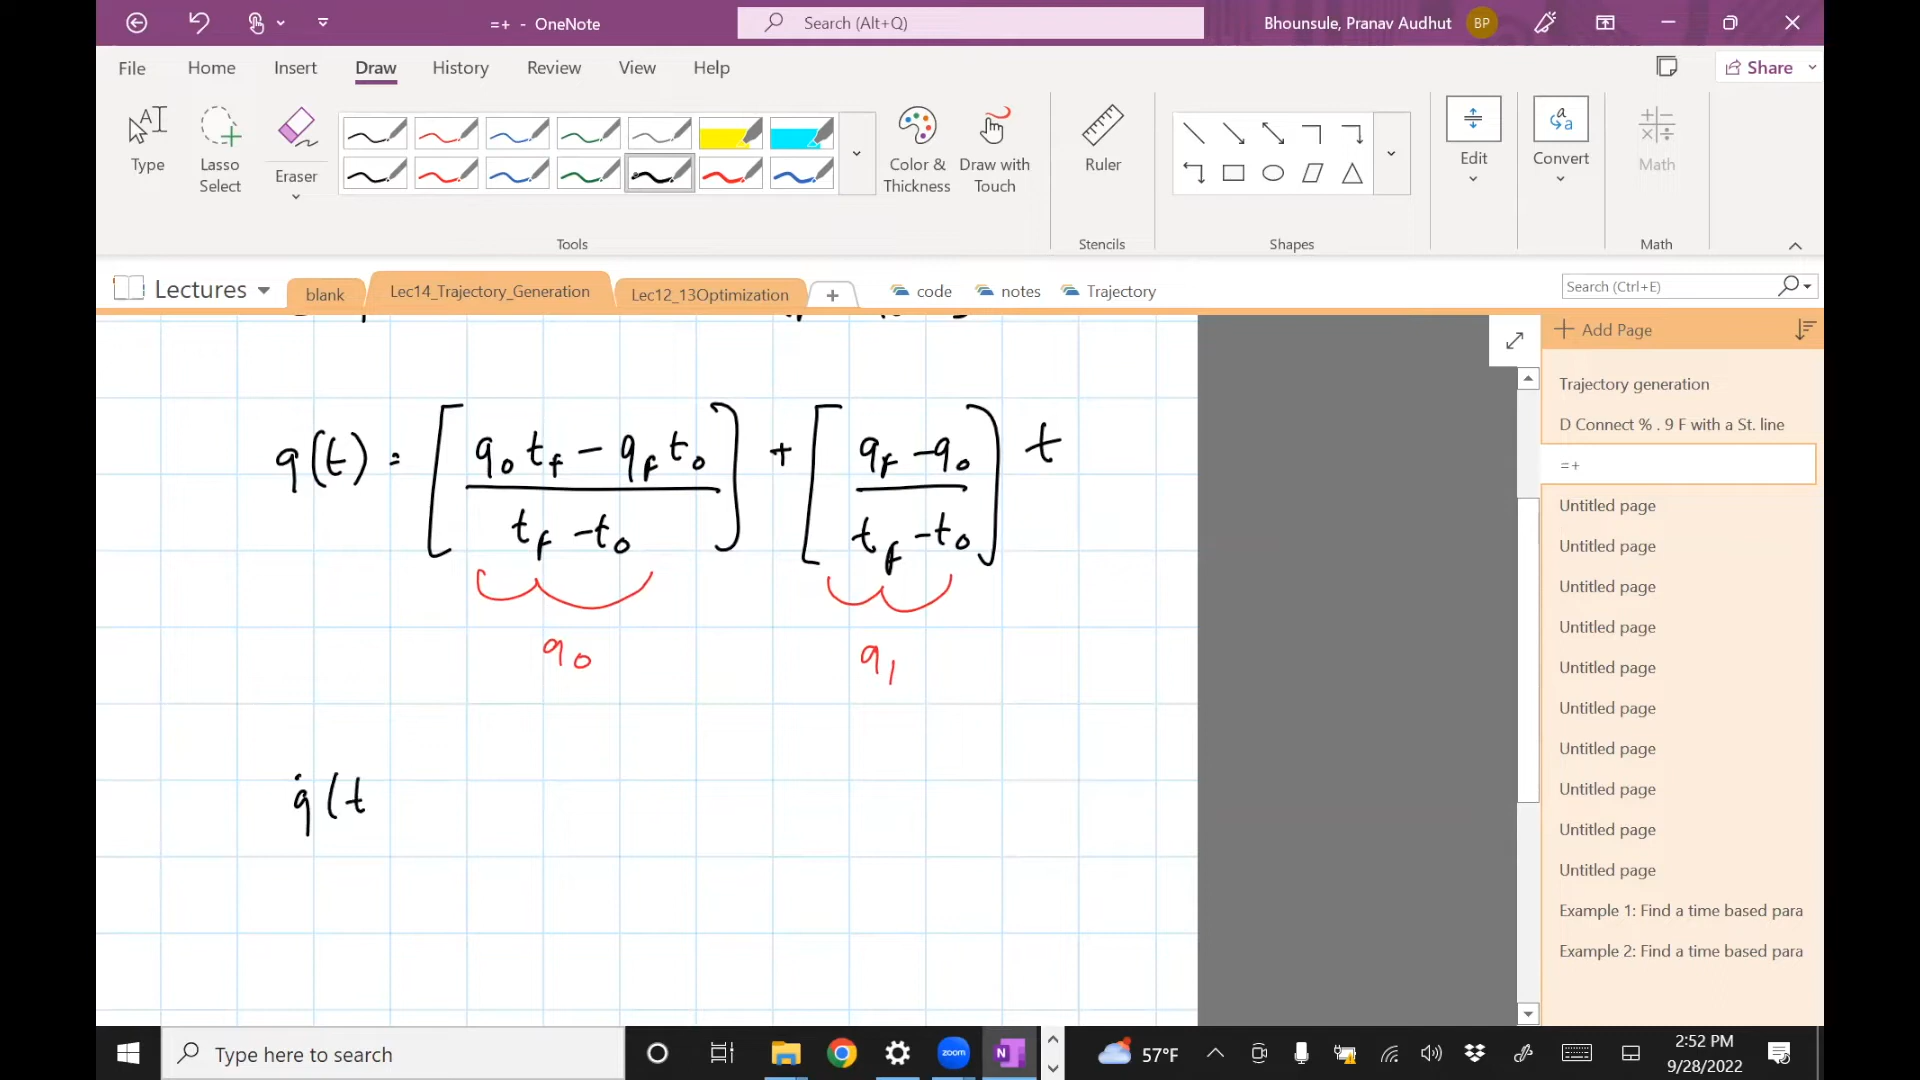 =+ - OneNote
Search (Alt+Q)
Bhounsule, Pranav Audhut
BP
File Home Insert Draw History Review View Help
Share
Type
Lasso Select
Eraser
Color & Thickness
Draw with Touch
Ruler
Edit
Convert
Math
Tools
Stencils
Shapes
Math
Lectures
blank
Lec14_Trajectory_Generation
Lec12_13Optimization
code
notes
Trajectory
Search (Ctrl+E)
Add Page
Trajectory generation
D Connect % . 9 F with a St. line
=+
Untitled page
Untitled page
Untitled page
Untitled page
Untitled page
Untitled page
Untitled page
Untitled page
Untitled page
Untitled page
Example 1: Find a time based para
Example 2: Find a time based para
q(t) = [ (q₀ t_f − q_f t₀) / (t_f − t₀) ] + [ (q_f − q₀) / (t_f − t₀) ] t
a₀ a₁
q̇(t
Type here to search
zoom
N
57°F
2:52 PM
9/28/2022